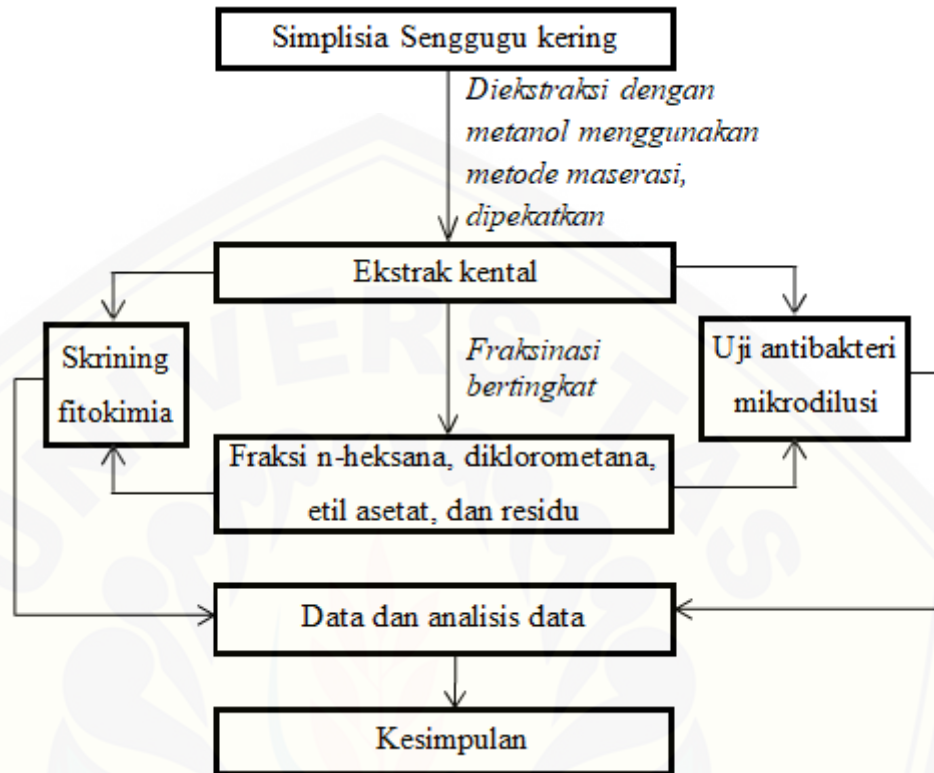 Simplisia Senggugu kering
Diekstraksi dengan
metanol menggunakan
metode maserasi,
dipekatkan
Ekstrak kental
Skrining
fitokimia
Fraksinasi
bertingkat
Uji antibakteri
mikrodilusi
Fraksi n-heksana, diklorometana,
etil asetat, dan residu
Data dan analisis data
Kesimpulan
UNIVERSITAS